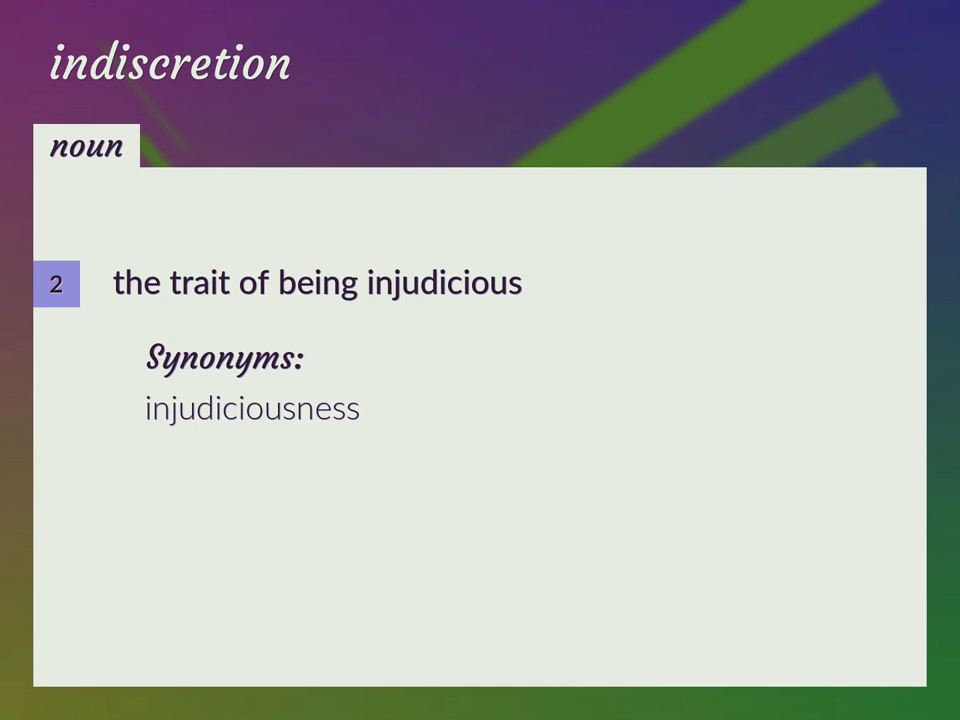 indiscretion
noun
2 the trait of being injudicious
Synonyms:
injudiciousness